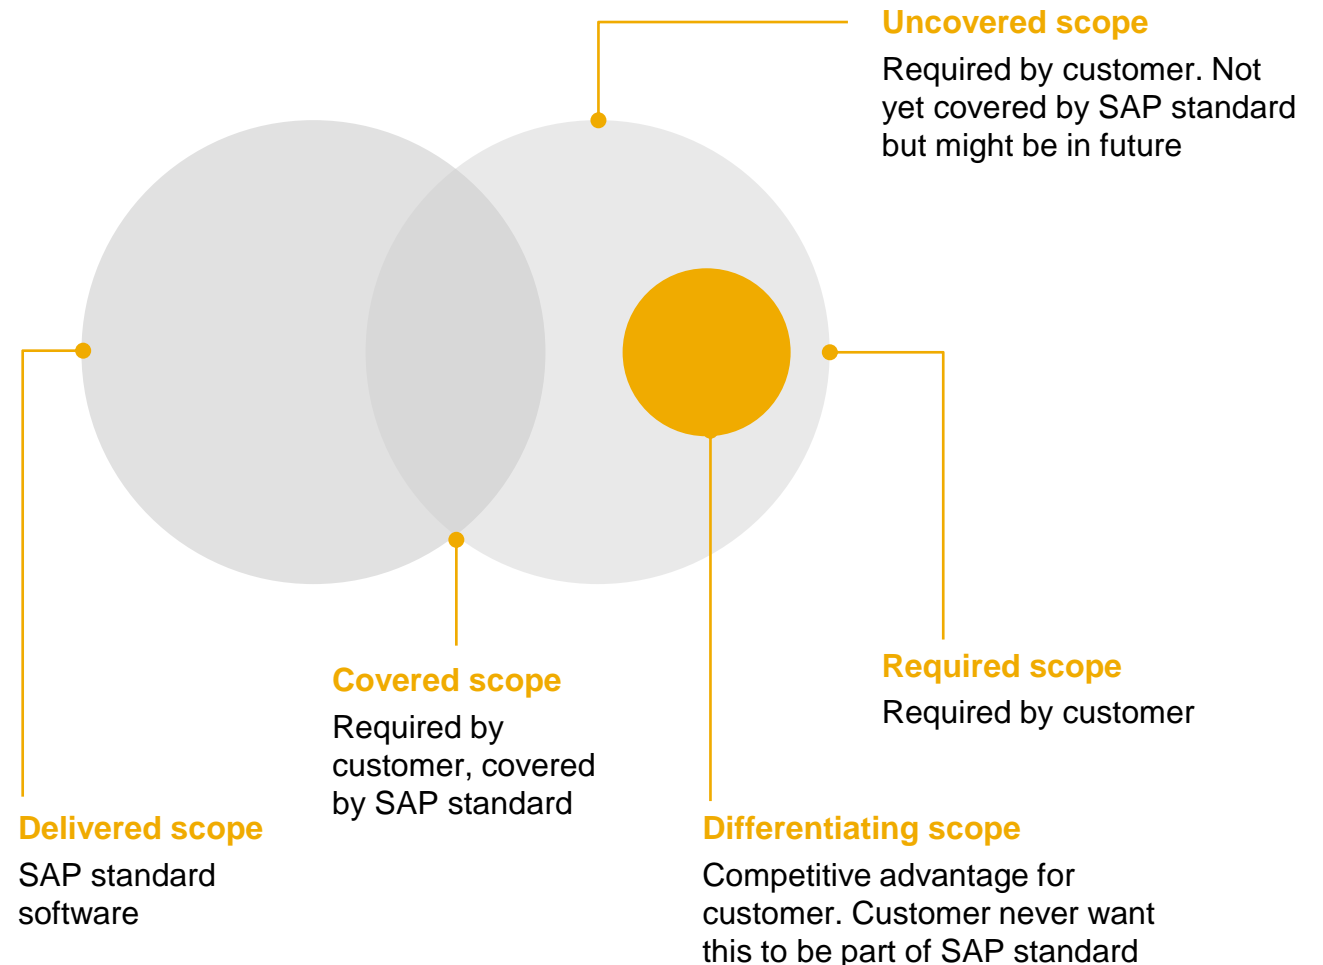 Uncovered scope
Required by customer. Not
yet covered by SAP standard
but might be in future
Covered scope
Required by
customer, covered
by SAP standard
Required scope
Required by customer
Delivered scope
SAP standard
software
Differentiating scope
Competitive advantage for
customer. Customer never want
this to be part of SAP standard